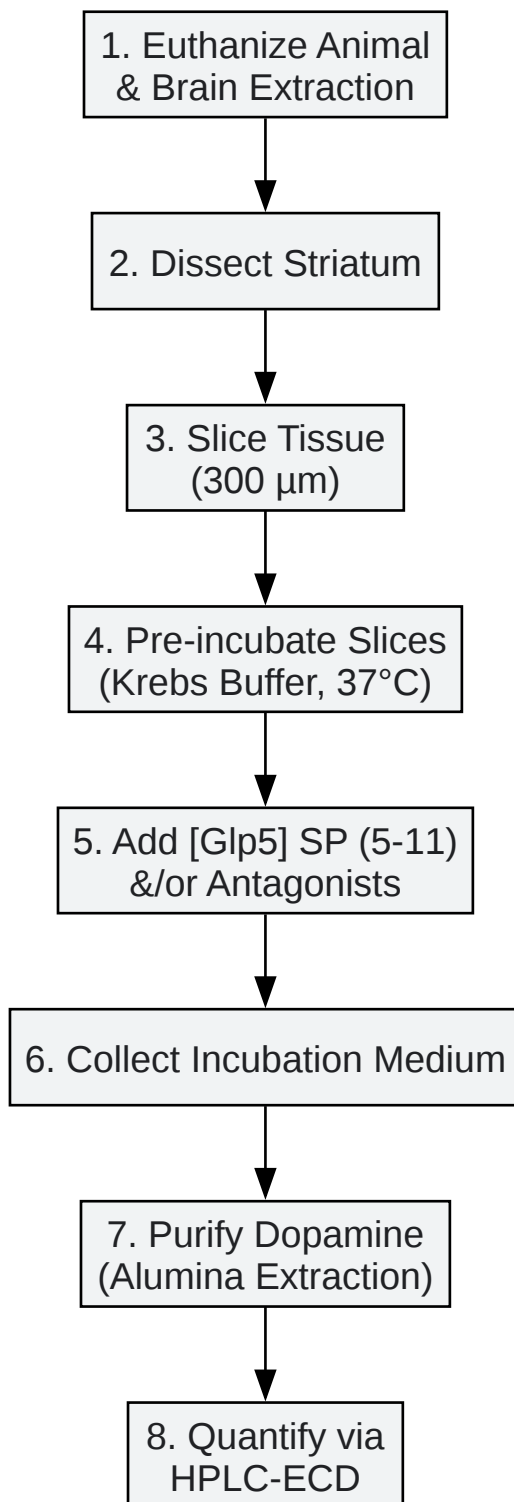 1. Euthanize Animal
& Brain Extraction
2. Dissect Striatum
3. Slice Tissue
(300 µm)
4. Pre-incubate Slices
(Krebs Buffer, 37°C)
5. Add [Glp5] SP (5-11)
&/or Antagonists
6. Collect Incubation Medium
7. Purify Dopamine
(Alumina Extraction)
8. Quantify via
HPLC-ECD